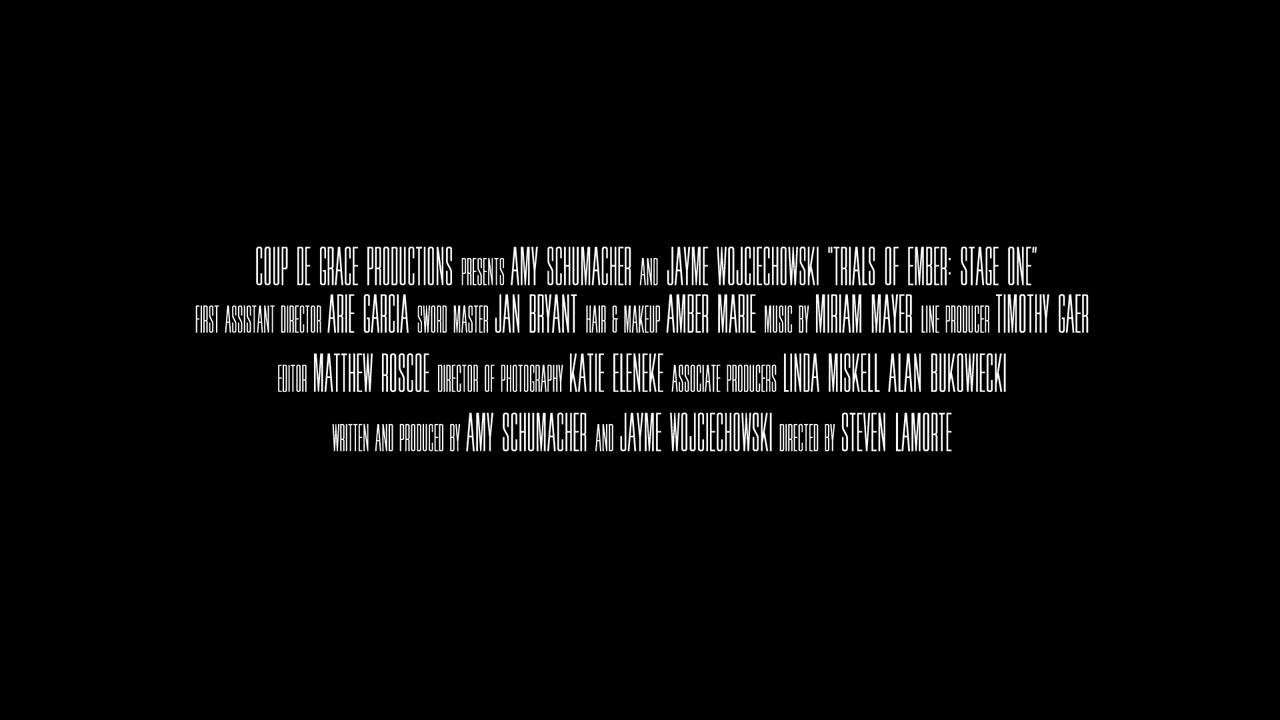 COUP DE GRACE PRODUCTIONS PRESENTS AMY SCHUMACHER AND JAYME WOJCIECHOWSKI "TRIALS OF EMBER: STAGE ONE"
FIRST ASSISTANT DIRECTOR ARIE GARCIA SWORD MASTER JAN BRYANT HAIR & MAKEUP AMBER MARIE MUSIC BY MIRIAM MAYER LINE PRODUCER TIMOTHY GAER
EDITOR MATTHEW ROSCOE DIRECTOR OF PHOTOGRAPHY KATIE ELENEKE ASSOCIATE PRODUCERS LINDA MISKELL ALAN BUKOWIECKI
WRITTEN AND PRODUCED BY AMY SCHUMACHER AND JAYME WOJCIECHOWSKI DIRECTED BY STEVEN LAMORTE